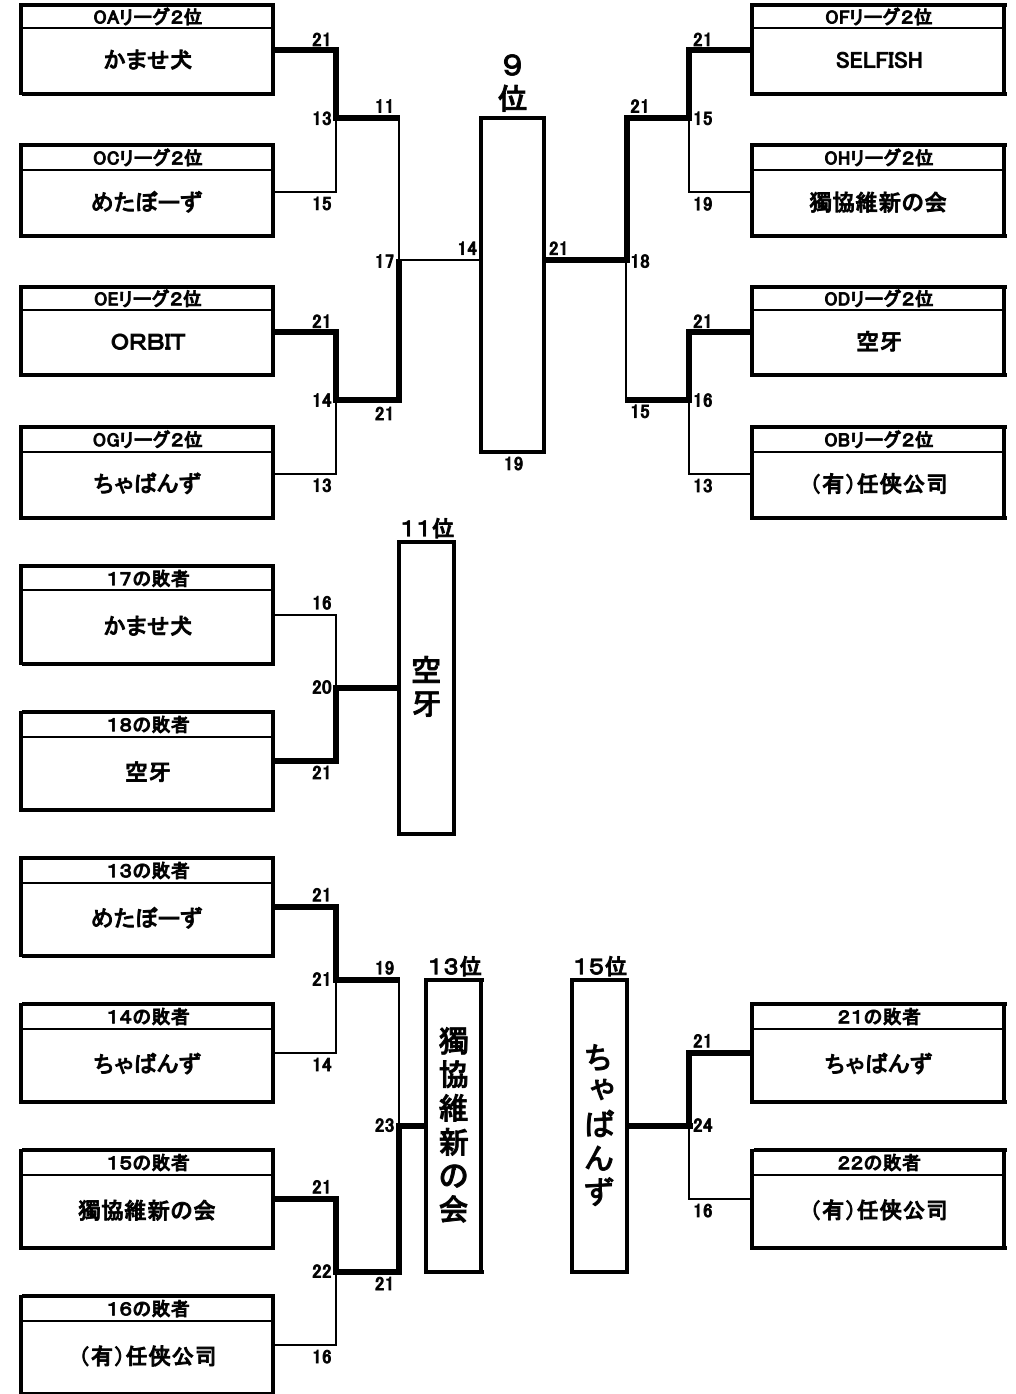 OAリーグ２位
21
かませ犬
13
11
OCリーグ２位
めたぼーず
15
17
14
OEリーグ２位
21
ORBIT
14
21
OGリーグ２位
ちゃばんず
13
９位
19
21
OFリーグ２位
21
SELFISH
21
15
OHリーグ２位
獨協維新の会
19
18
ODリーグ２位
21
空牙
15
16
OBリーグ２位
（有）任侠公司
13
11位
17の敗者
16
かませ犬
20
空牙
18の敗者
空牙
21
13の敗者
21
めたぼーず
21
19
14の敗者
ちゃばんず
14
13位
獨協維新の会
23
15の敗者
21
獨協維新の会
22
21
16の敗者
（有）任侠公司
16
15位
ちゃばんず
21の敗者
21
ちゃばんず
24
22の敗者
（有）任侠公司
16